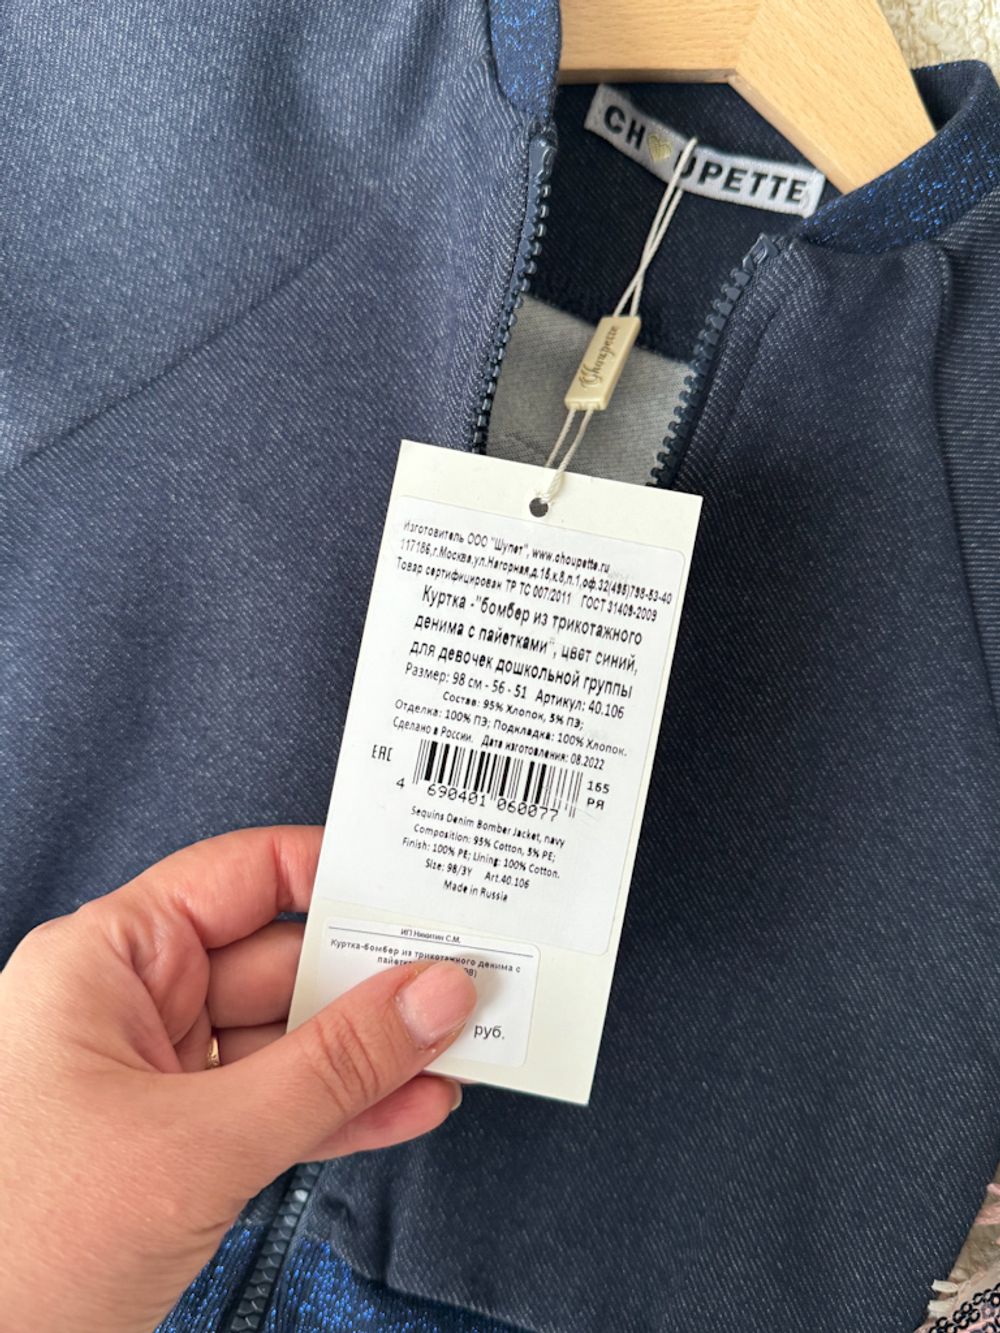 CHOUPETTE
Choupette
Изготовитель ООО "Шупет", www.choupette.ru
117186,г.Москва,ул.Нагорная,д.15,к.8,п.1,оф.32(495)798-53-40
Товар сертифицирован ТР ТС 007/2011 ГОСТ 31409-2009
Куртка -"бомбер из трикотажного
денима с пайетками", цвет синий,
для девочек дошкольной группы
Размер: 98 см - 56 - 51 Артикул: 40.106
Состав: 95% Хлопок, 5% ПЭ;
Отделка: 100% ПЭ; Подкладка: 100% Хлопок.
Сделано в России. Дата изготовления: 08.2022
EAC
165
РЯ
4 690401 060077
Sequins Denim Bomber Jacket, navy
Composition: 95% Cotton, 5% PE;
Finish: 100% PE; Lining: 100% Cotton.
Size: 98/3Y Art.40.106
Made in Russia
ИП Никитин С.М.
Куртка-бомбер из трикотажного денима с
руб.